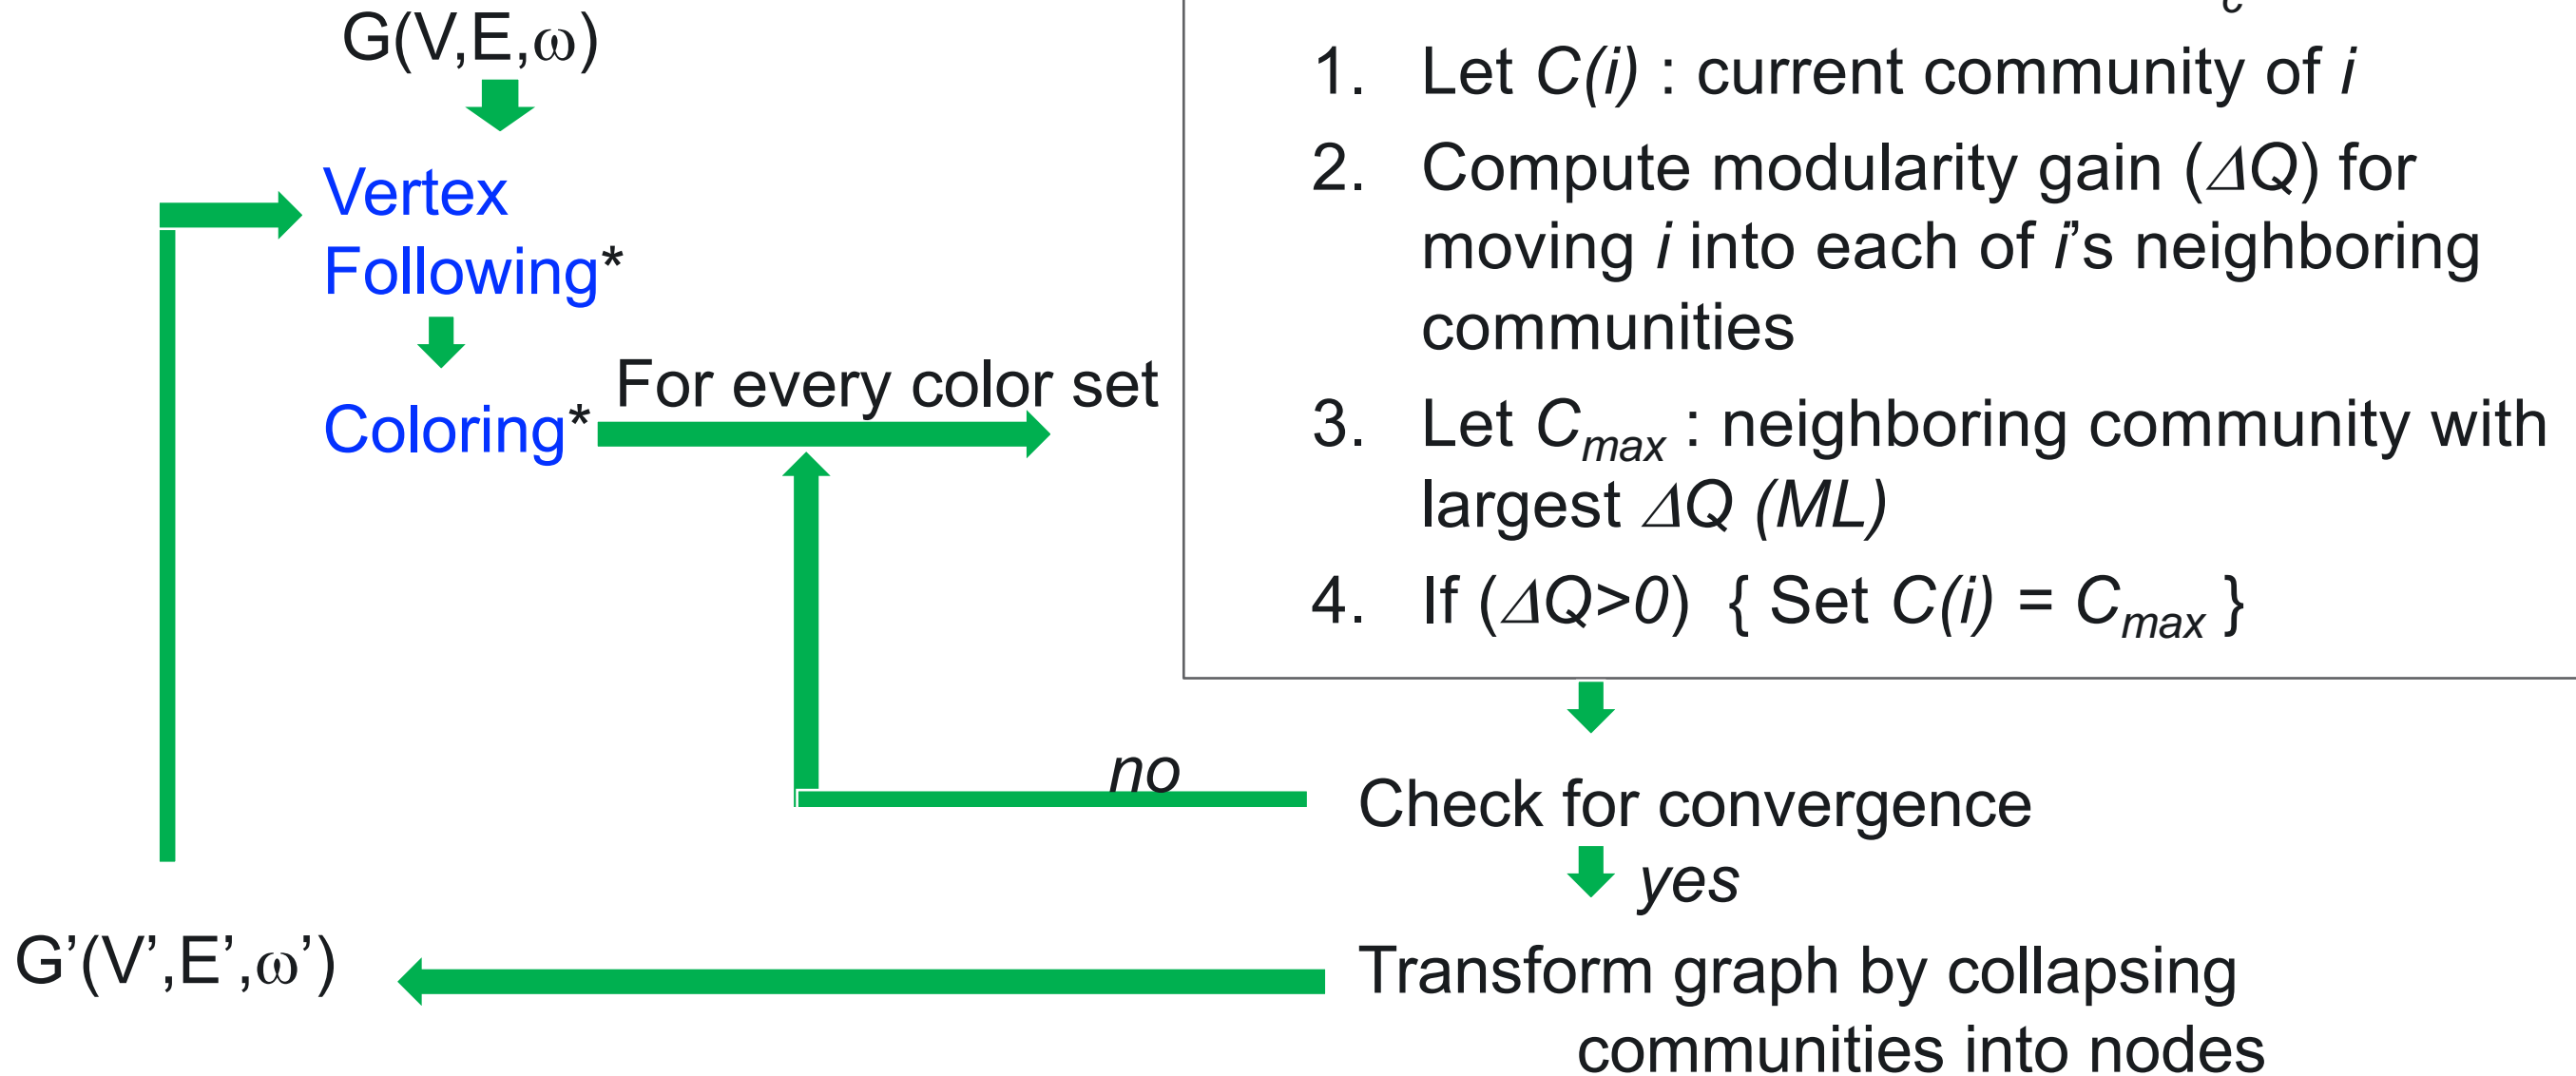 G(V,E,ω)
Vertex
Following*
Coloring*
For every color set
c
1. Let C(i) : current community of i
2. Compute modularity gain (ΔQ) for
moving i into each of i’s neighboring
communities
3. Let Cmax : neighboring community with
largest ΔQ (ML)
4. If (ΔQ>0) { Set C(i) = Cmax }
no
Check for convergence
yes
G’(V’,E’,ω’)
Transform graph by collapsing
communities into nodes